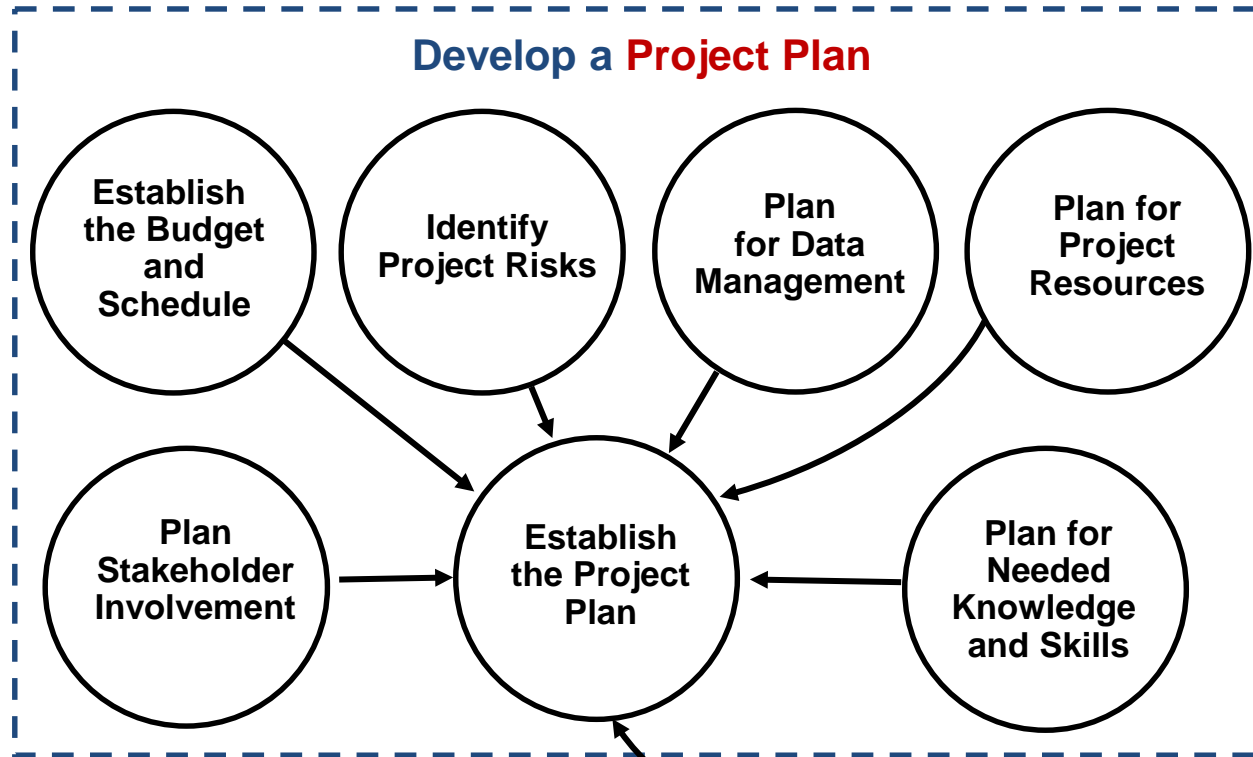 Develop a Project Plan
Establish
the Budget
and
Schedule
Identify
Project Risks
Plan
for Data
Management
Plan for
Project
Resources
Plan
Stakeholder
Involvement
Establish
the Project
Plan
Plan for
Needed
Knowledge
and Skills